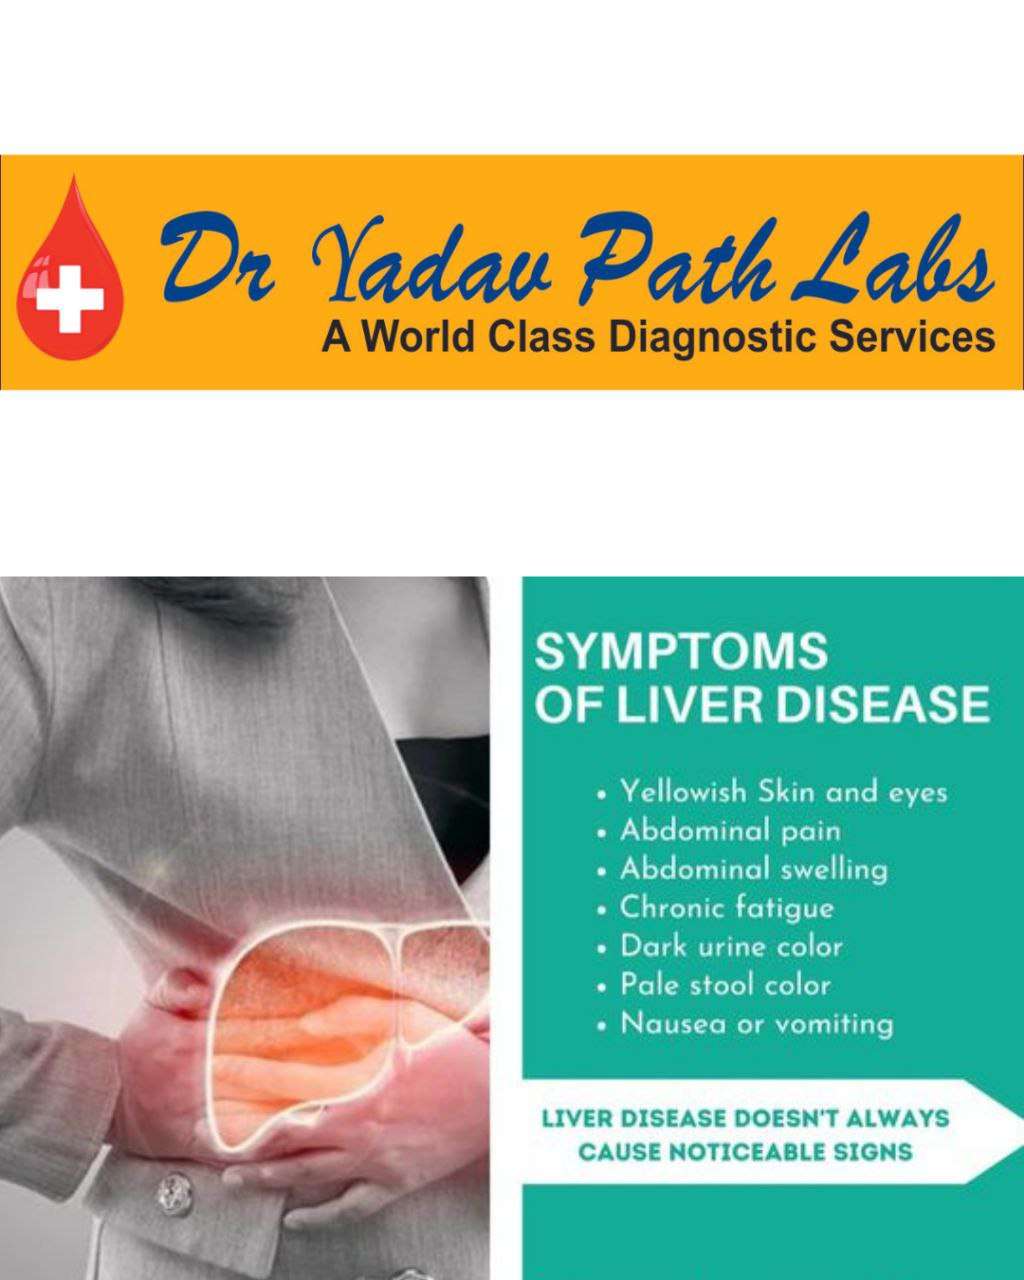 Dr Yadav Path Labs
A World Class Diagnostic Services
SYMPTOMS
OF LIVER DISEASE
• Yellowish Skin and eyes
• Abdominal pain
• Abdominal swelling
• Chronic fatigue
• Dark urine color
• Pale stool color
• Nausea or vomiting
LIVER DISEASE DOESN'T ALWAYS
CAUSE NOTICEABLE SIGNS